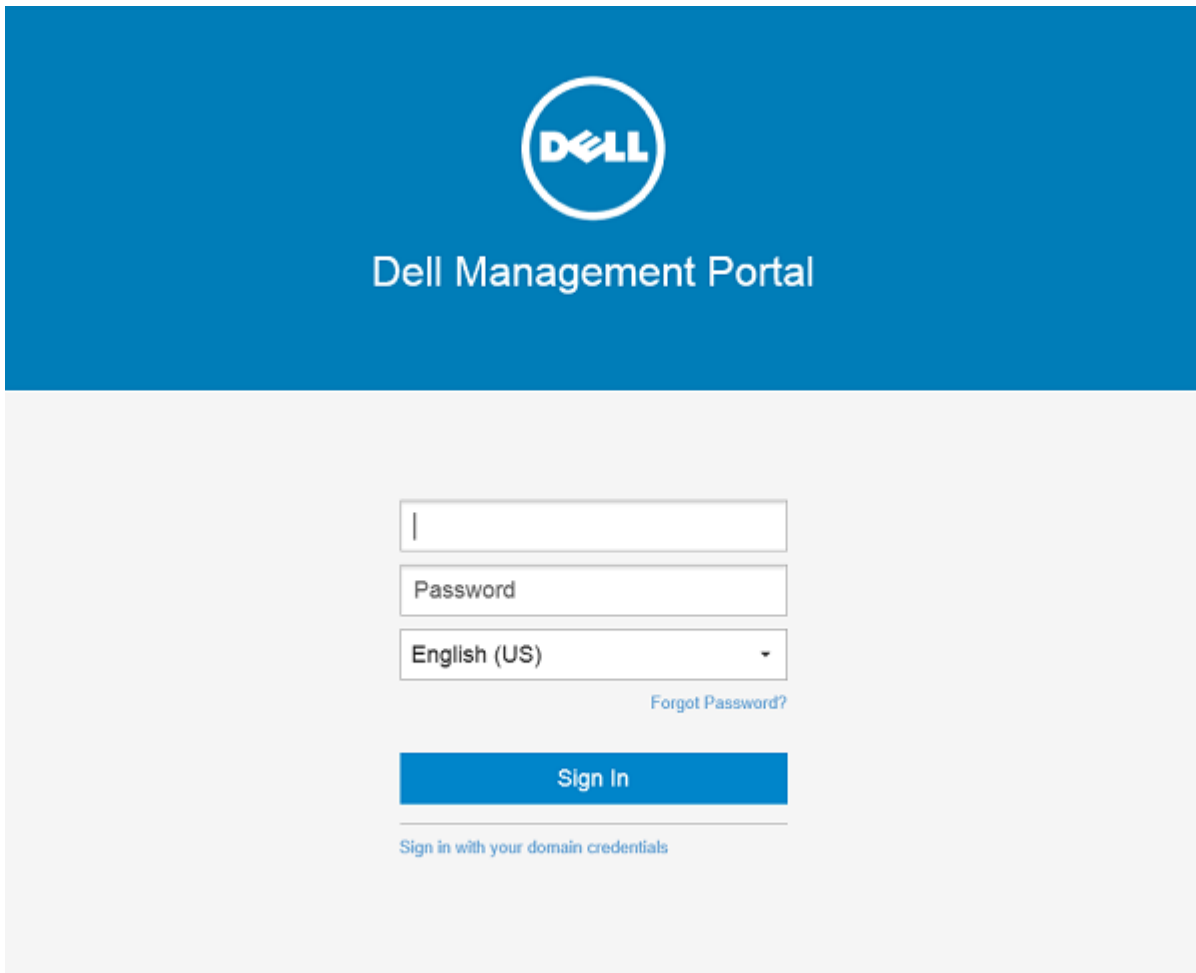 DELL
Dell Management Portal
Password
English (US)
Forgot Password?
Sign In
Sign in with your domain credentials